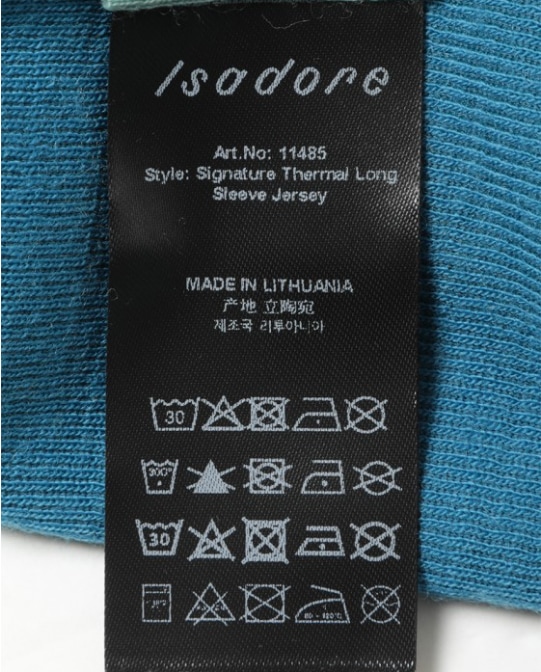 Isadore
Art.No: 11485
Style: Signature Thermal Long
Sleeve Jersey
MADE IN LITHUANIA
产地 立陶宛
제조국 리투아니아
30
30